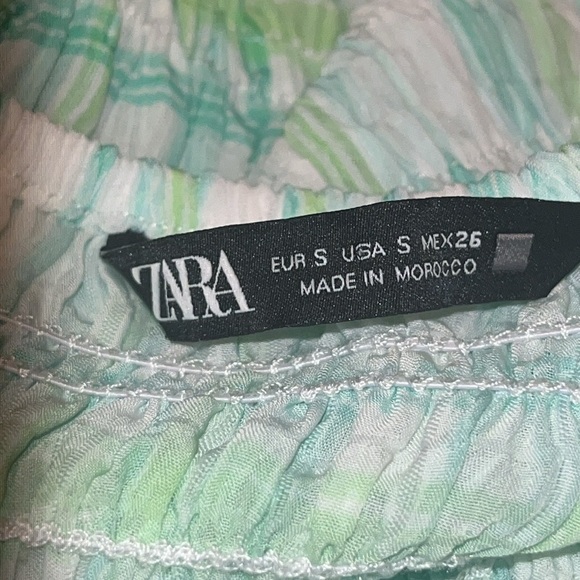 ZARA
EUR S USA S MEX 26
MADE IN MOROCCO